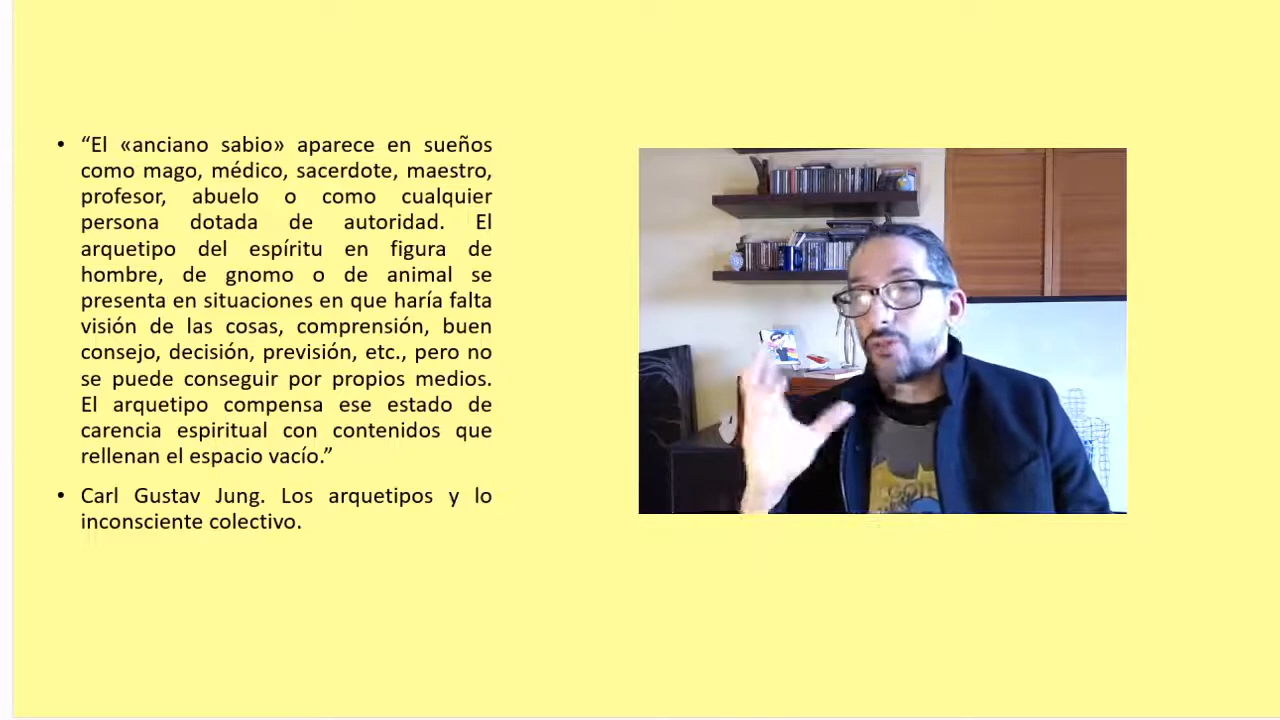 • “El «anciano sabio» aparece en sueños
como mago, médico, sacerdote, maestro,
profesor, abuelo o como cualquier
persona dotada de autoridad. El
arquetipo del espíritu en figura de
hombre, de gnomo o de animal se
presenta en situaciones en que haría falta
visión de las cosas, comprensión, buen
consejo, decisión, previsión, etc., pero no
se puede conseguir por propios medios.
El arquetipo compensa ese estado de
carencia espiritual con contenidos que
rellenan el espacio vacío.”
• Carl Gustav Jung. Los arquetipos y lo
inconsciente colectivo.